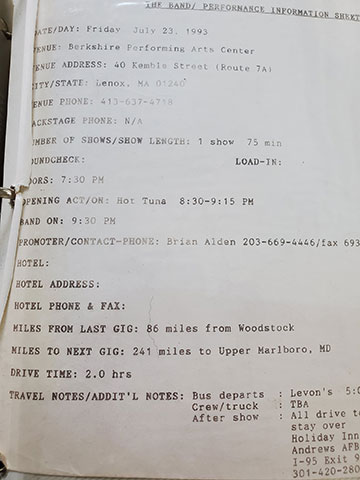 THE BAND/ PERFORMANCE INFORMATION SHEET
DATE/DAY: Friday July 23, 1993
VENUE: Berkshire Performing Arts Center
VENUE ADDRESS: 40 Kemble Street (Route 7A)
CITY/STATE: Lenox, MA 01240
VENUE PHONE: 413-637-4718
BACKSTAGE PHONE: N/A
NUMBER OF SHOWS/SHOW LENGTH: 1 show 75 min
OUNDCHECK: LOAD-IN:
OORS: 7:30 PM
OPENING ACT/ON: Hot Tuna 8:30-9:15 PM
BAND ON: 9:30 PM
PROMOTER/CONTACT-PHONE: Brian Alden 203-669-4446/fax 693
HOTEL:
HOTEL ADDRESS:
HOTEL PHONE & FAX:
MILES FROM LAST GIG: 86 miles from Woodstock
MILES TO NEXT GIG: 241 miles to Upper Marlboro, MD
DRIVE TIME: 2.0 hrs
TRAVEL NOTES/ADDIT'L NOTES: Bus departs : Levon's 5:0
Crew/truck : TBA
After show : All drive to
stay over
Holiday Inn
Andrews AFB
I-95 Exit 9
301-420-280